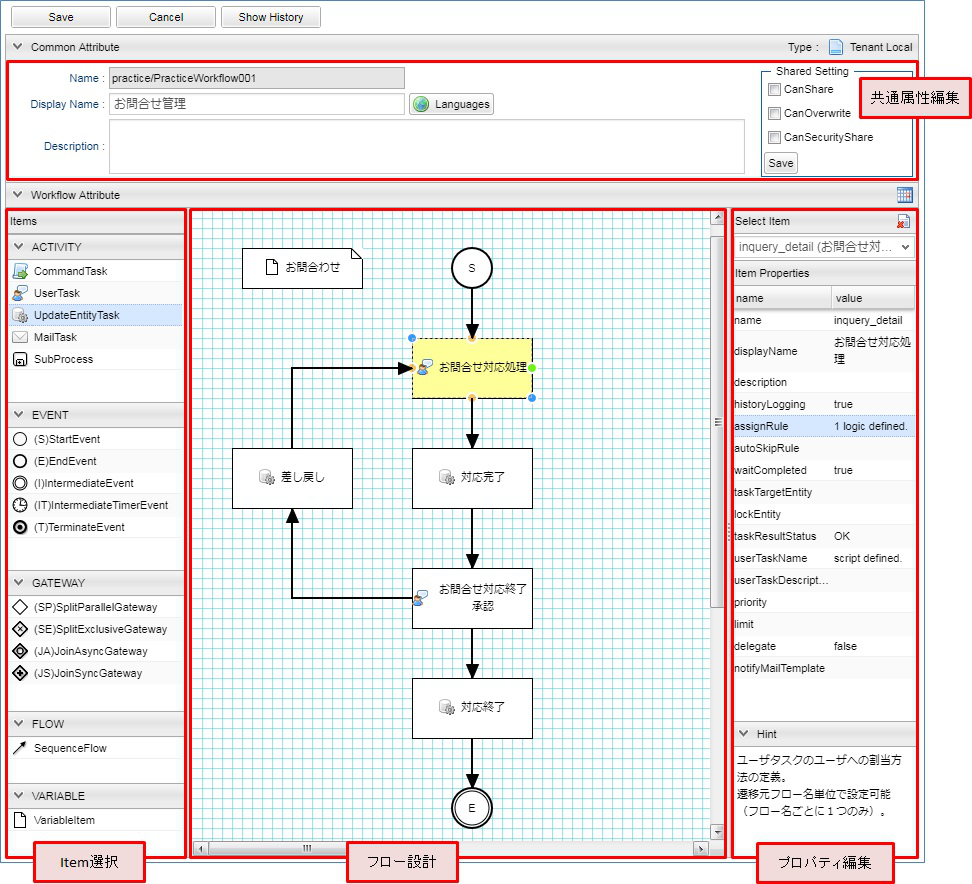 Save Cancel Show History
Common Attribute Type : Tenant Local
Name : practice/PracticeWorkflow001
Display Name : お問合せ管理 Languages
Description :
Shared Setting
CanShare
CanOverwrite
CanSecurityShare
Save
共通属性編集
Workflow Attribute
Items
ACTIVITY
CommandTask
UserTask
UpdateEntityTask
MailTask
SubProcess
EVENT
(S)StartEvent
(E)EndEvent
(I)IntermediateEvent
(IT)IntermediateTimerEvent
(T)TerminateEvent
GATEWAY
(SP)SplitParallelGateway
(SE)SplitExclusiveGateway
(JA)JoinAsyncGateway
(JS)JoinSyncGateway
FLOW
SequenceFlow
VARIABLE
VariableItem
Item選択
お問合わせ
S
お問合せ対応処理
差し戻し
対応完了
お問合せ対応終了
承認
対応終了
E
フロー設計
Select Item
inquery_detail (お問合せ対...
Item Properties
name value
name inquery_detail
displayName お問合せ対応処
理
description
historyLogging true
assignRule 1 logic defined.
autoSkipRule
waitCompleted true
taskTargetEntity
lockEntity
taskResultStatus OK
userTaskName script defined.
userTaskDescript...
priority
limit
delegate false
notifyMailTemplate
Hint
ユーザタスクのユーザへの割当方
法の定義。
遷移元フロー名単位で設定可能
（フロー名ごとに１つのみ）。
プロパティ編集